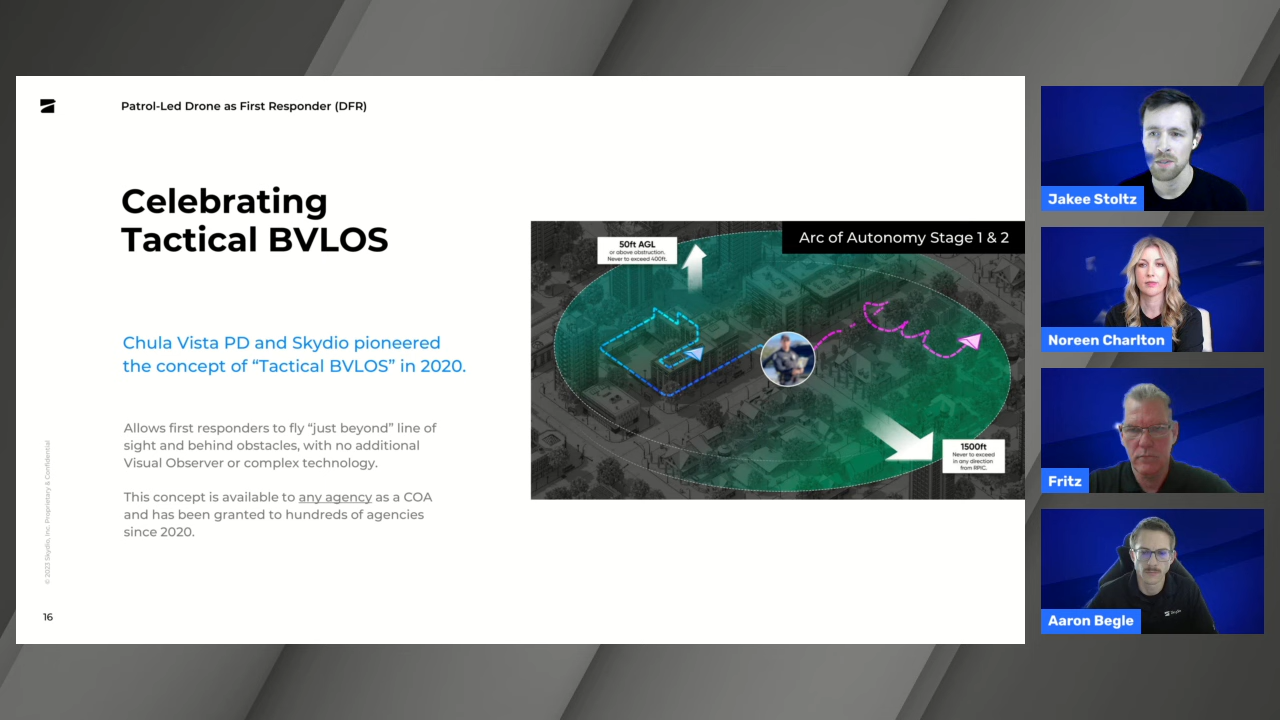 Patrol-Led Drone as First Responder (DFR)
Celebrating
Tactical BVLOS
Chula Vista PD and Skydio pioneered
the concept of “Tactical BVLOS” in 2020.
Allows first responders to fly “just beyond” line of
sight and behind obstacles, with no additional
Visual Observer or complex technology.
This concept is available to any agency as a COA
and has been granted to hundreds of agencies
since 2020.
© 2023 Skydio, Inc. Proprietary & Confidential
16
Arc of Autonomy Stage 1 & 2
50ft AGL
or above obstruction.
Never to exceed 400ft.
1500ft
Never to exceed
in any direction
from RPIC.
Jakee Stoltz
Noreen Charlton
Fritz
Aaron Begle
Skydio